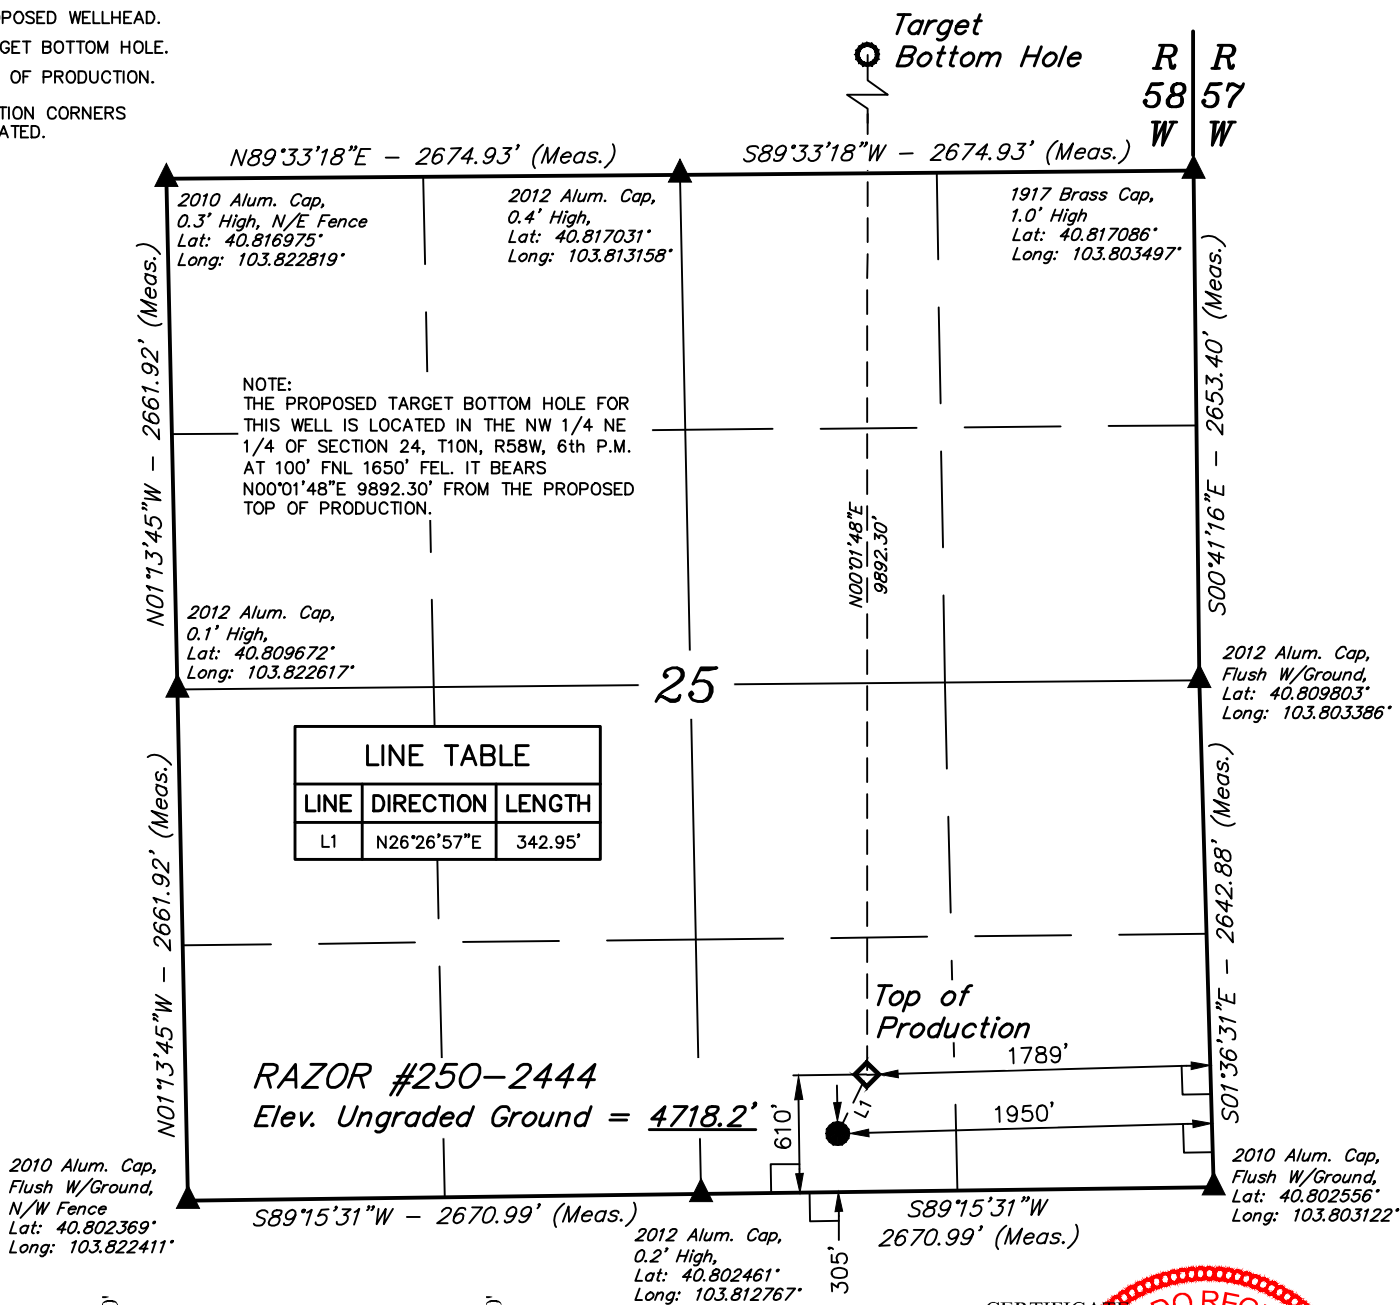 OPOSED WELLHEAD.
GET BOTTOM HOLE.
OF PRODUCTION.
TION CORNERS
ATED.
Target
Bottom Hole
R R
58 57
W W
N89°33'18"E - 2674.93' (Meas.)
S89°33'18"W - 2674.93' (Meas.)
2010 Alum. Cap,
0.3' High, N/E Fence
Lat: 40.816975°
Long: 103.822819°
2012 Alum. Cap,
0.4' High,
Lat: 40.817031°
Long: 103.813158°
1917 Brass Cap,
1.0' High
Lat: 40.817086°
Long: 103.803497°
N01°13'45"W - 2661.92' (Meas.)
S00°41'16"E - 2653.40' (Meas.)
NOTE:
THE PROPOSED TARGET BOTTOM HOLE FOR
THIS WELL IS LOCATED IN THE NW 1/4 NE
1/4 OF SECTION 24, T10N, R58W, 6th P.M.
AT 100' FNL 1650' FEL. IT BEARS
N00°01'48"E 9892.30' FROM THE PROPOSED
TOP OF PRODUCTION.
N00°01'48"E
9892.30'
2012 Alum. Cap,
0.1' High,
Lat: 40.809672°
Long: 103.822617°
25
2012 Alum. Cap,
Flush W/Ground,
Lat: 40.809803°
Long: 103.803386°
LINE TABLE
LINE DIRECTION LENGTH
L1 N26°26'57"E 342.95'
N01°13'45"W - 2661.92' (Meas.)
S01°36'31"E - 2642.88' (Meas.)
Top of
Production
1789'
RAZOR #250-2444
Elev. Ungraded Ground = 4718.2'
610'
L1
1950'
2010 Alum. Cap,
Flush W/Ground,
N/W Fence
Lat: 40.802369°
Long: 103.822411°
S89°15'31"W - 2670.99' (Meas.)
2012 Alum. Cap,
0.2' High,
Lat: 40.802461°
Long: 103.812767°
305'
S89°15'31"W
2670.99' (Meas.)
2010 Alum. Cap,
Flush W/Ground,
Lat: 40.802556°
Long: 103.803122°